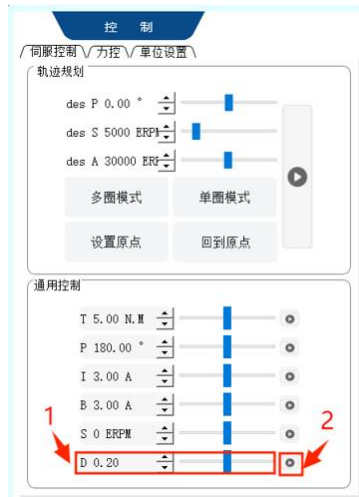 控 制
伺服控制 力控 单位设置
轨迹规划
des P 0.00 °
des S 5000 ERPM
des A 30000 ERF
多圈模式 单圈模式
设置原点 回到原点
通用控制
T 5.00 N.M
P 180.00 °
I 3.00 A
B 3.00 A
S 0 ERPM
1 2
D 0.20